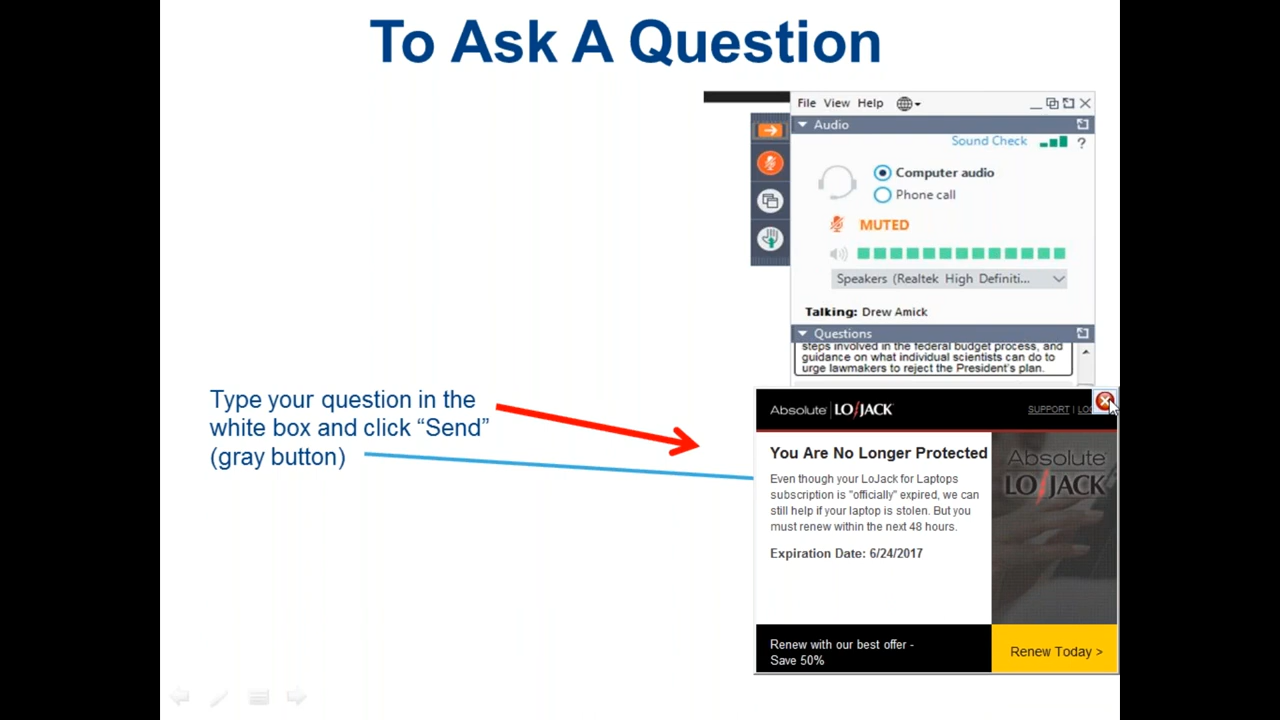 To Ask A Question
File View Help
Audio
Sound Check ?
Computer audio
Phone call
MUTED
Speakers (Realtek High Definiti...
Talking: Drew Amick
Questions
steps involved in the federal budget process, and
guidance on what individual scientists can do to
urge lawmakers to reject the President's plan.
Type your question in the
white box and click “Send”
(gray button)
Absolute LOJACK
SUPPORT |
You Are No Longer Protected
Even though your LoJack for Laptops
subscription is "officially" expired, we can
still help if your laptop is stolen. But you
must renew within the next 48 hours.
Expiration Date: 6/24/2017
Absolute
LOJACK
Renew with our best offer -
Save 50%
Renew Today >